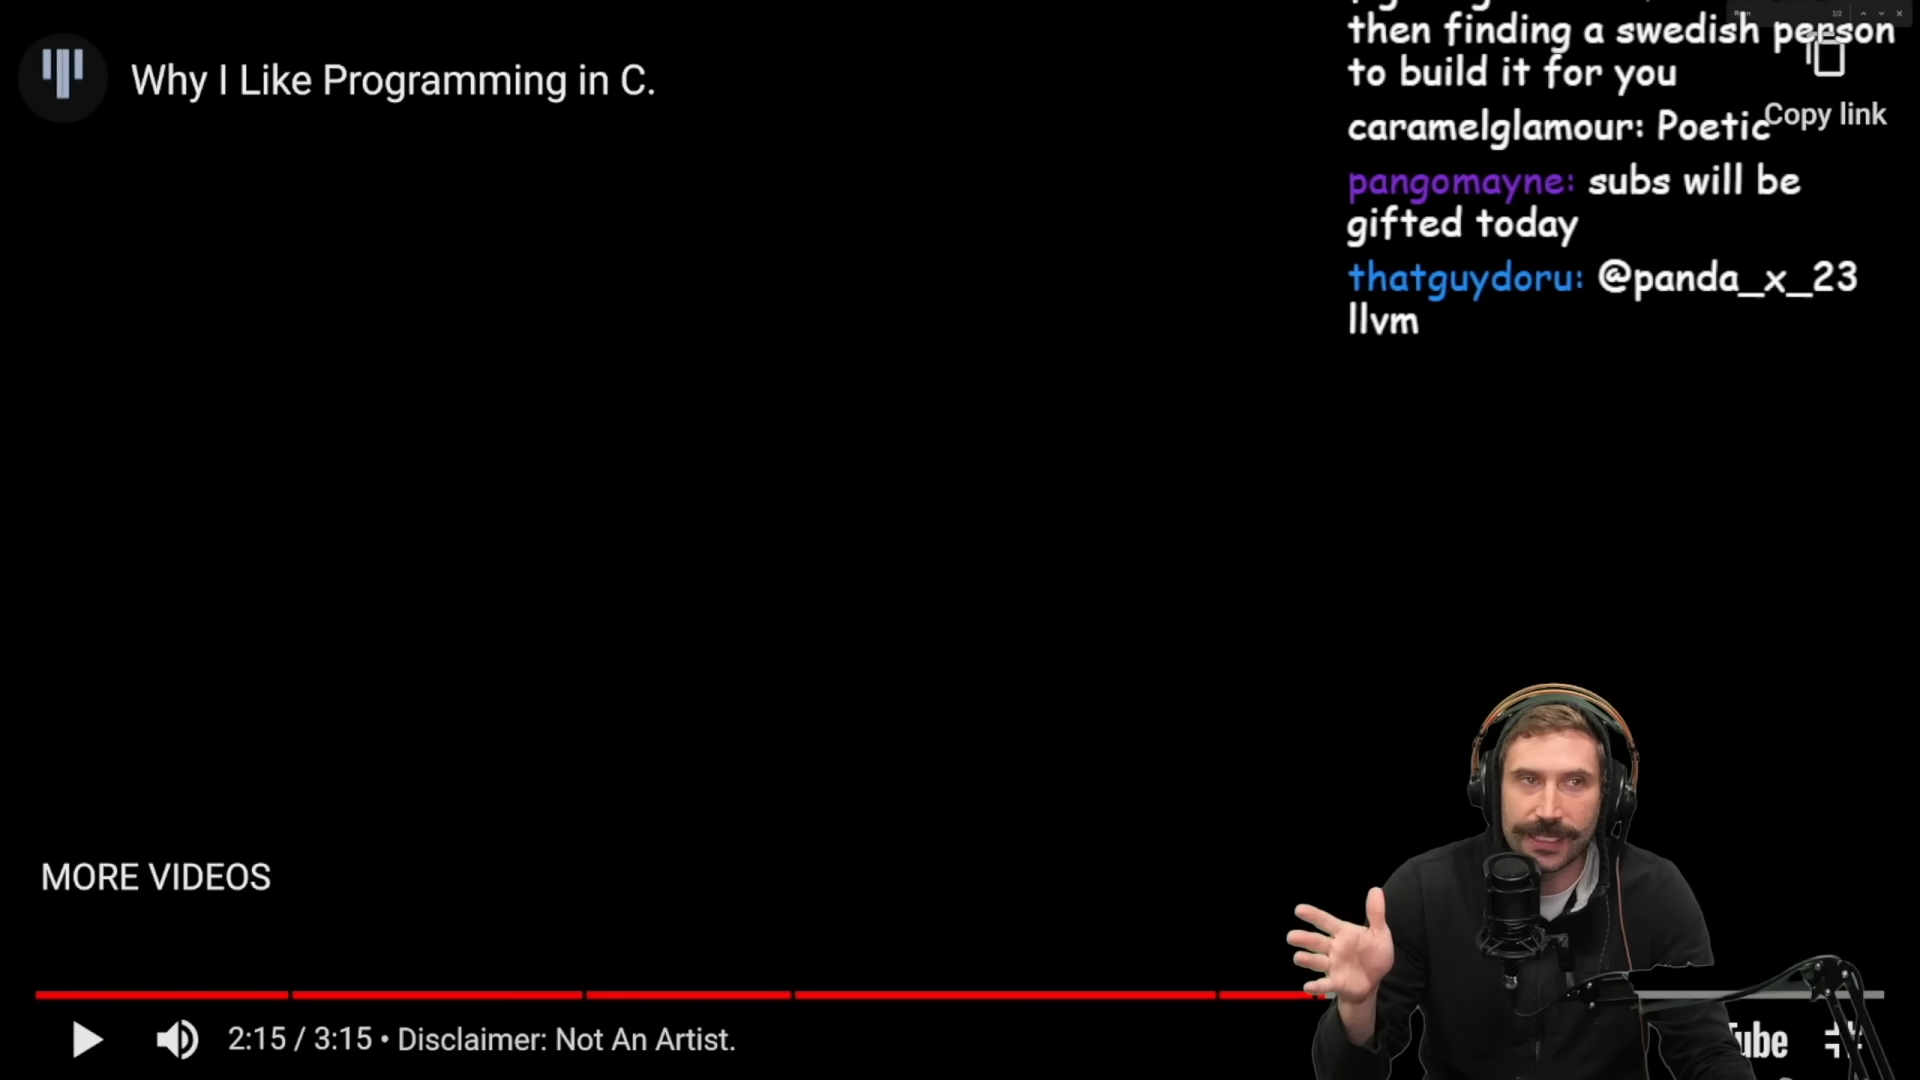 Why I Like Programming in C.
then finding a swedish person
to build it for you
caramelglamour: Poetic
Copy link
pangomayne: subs will be
gifted today
thatguydoru: @panda_x_23
llvm
MORE VIDEOS
2:15 / 3:15 • Disclaimer: Not An Artist.